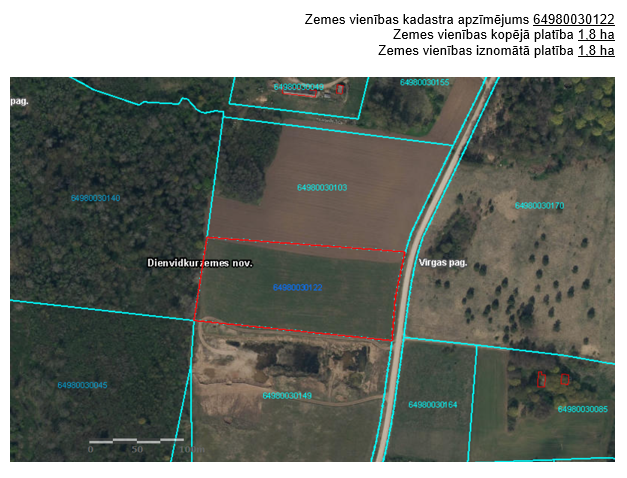 Zemes vienības kadastra apzīmējums 64980030122
Zemes vienības kopējā platība 1,8 ha
Zemes vienības iznomātā platība 1,8 ha
64980030155
pag.
64980030103
64980030140
64980030170
Dienvidkurzemes nov.
Virgas pag.
64980030122
64980030045
64980030149
64980030164
64980030085
0 50